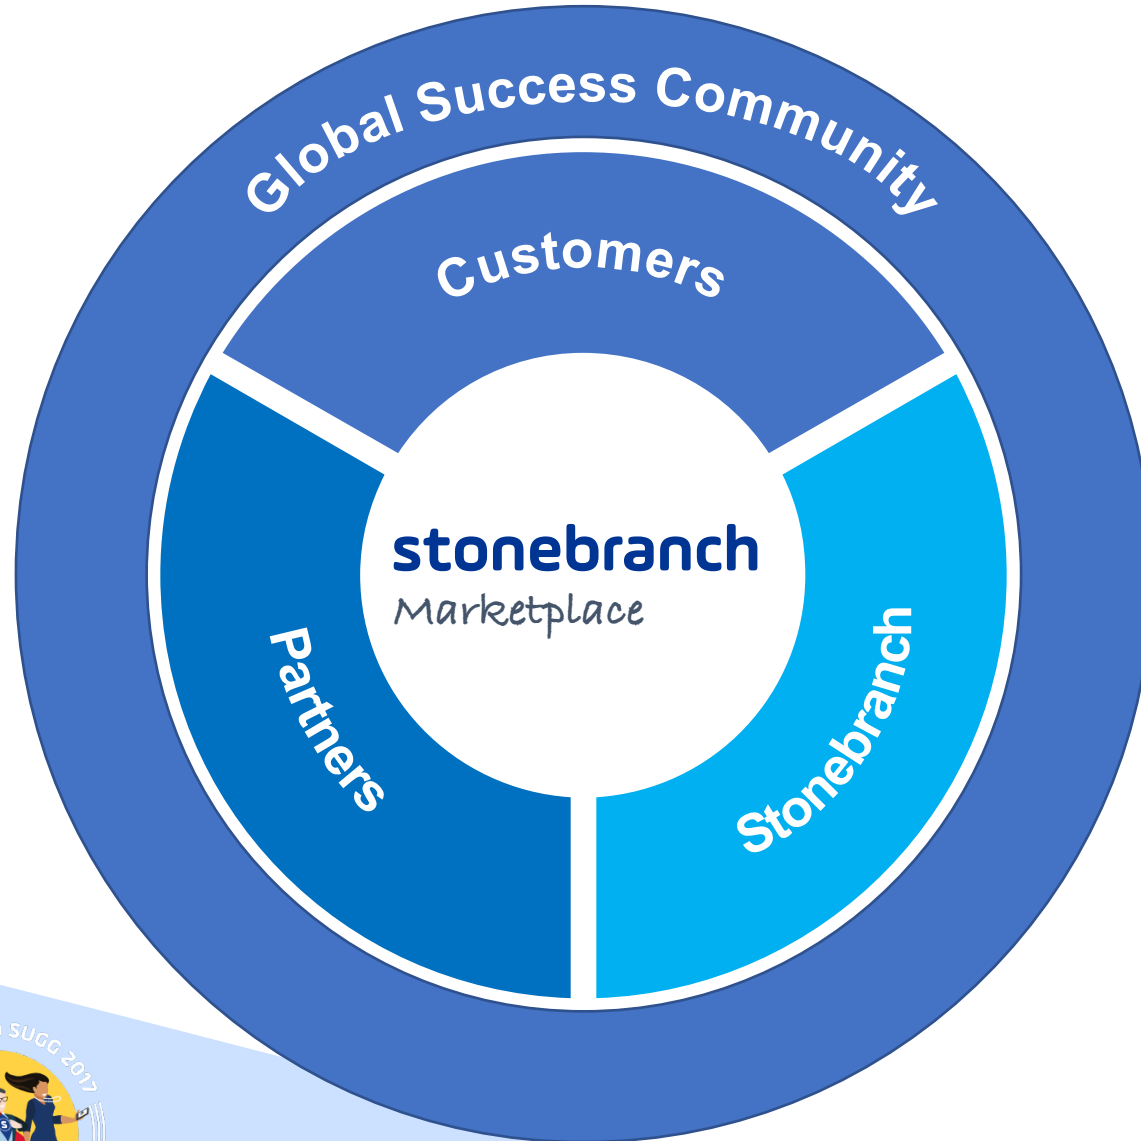 Global Success Community
Customers
stonebranch
Marketplace
Partners
Stonebranch
SUGG 2017